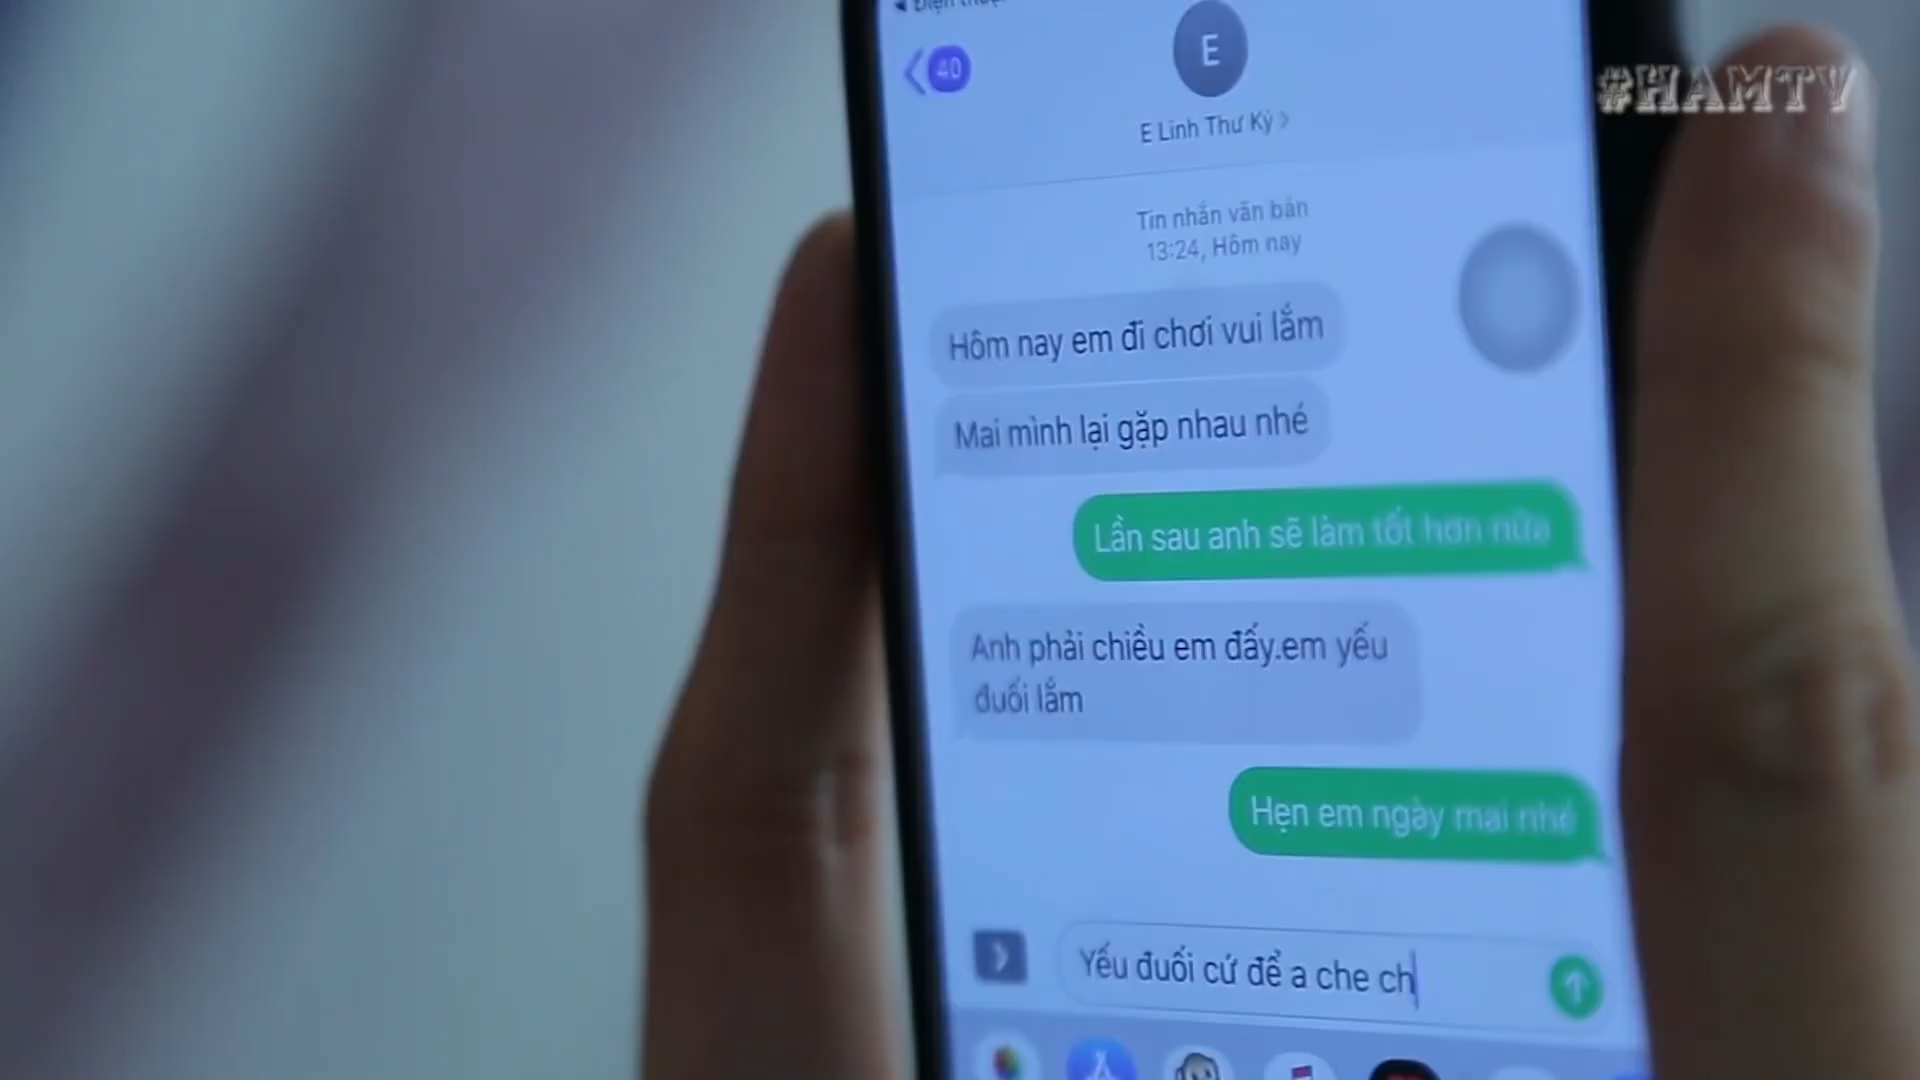 Điện thoại
#HAMTV
40
E
E Linh Thư Ký
Tin nhắn văn bản
13:24, Hôm nay
Hôm nay em đi chơi vui lắm
Mai mình lại gặp nhau nhé
Lần sau anh sẽ làm tốt hơn nữa
Anh phải chiều em đấy.em yếu
đuối lắm
Hẹn em ngày mai nhé
Yếu đuối cứ để a che ch